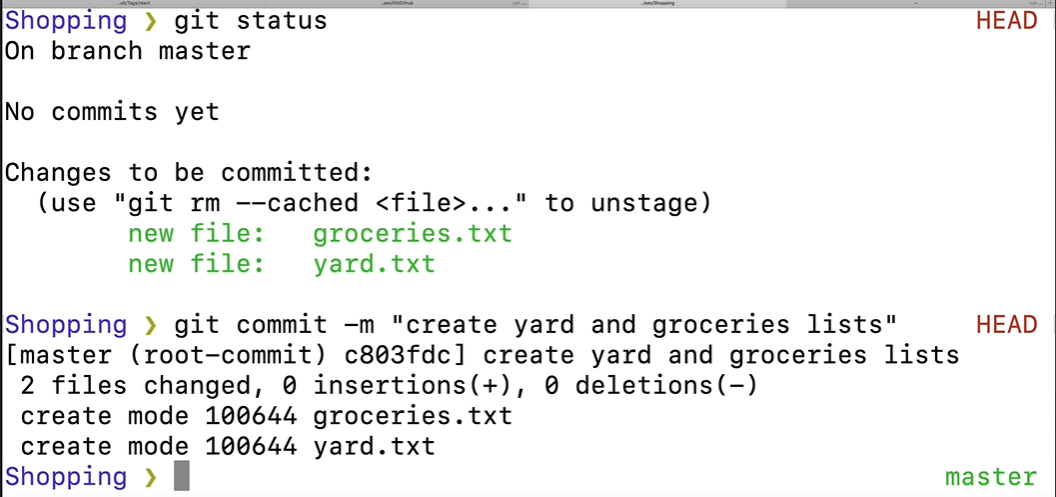 Shopping ❯ git status HEAD
On branch master
No commits yet
Changes to be committed:
(use "git rm --cached <file>..." to unstage)
new file: groceries.txt
new file: yard.txt
Shopping ❯ git commit -m "create yard and groceries lists" HEAD
[master (root-commit) c803fdc] create yard and groceries lists
2 files changed, 0 insertions(+), 0 deletions(-)
create mode 100644 groceries.txt
create mode 100644 yard.txt
Shopping ❯ master